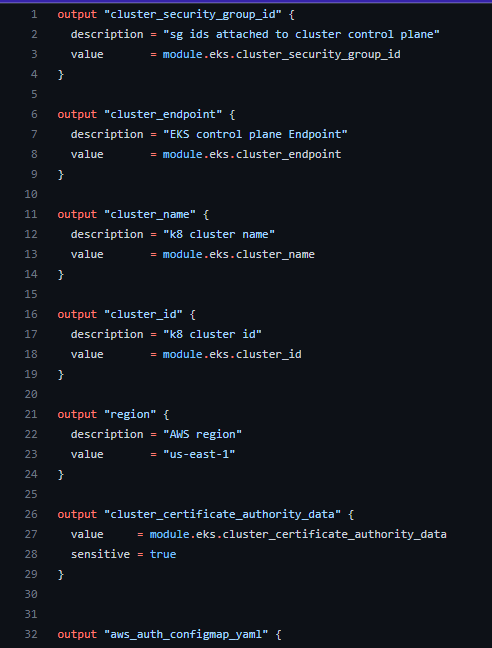 1 output "cluster_security_group_id" {
2   description = "sg ids attached to cluster control plane"
3   value       = module.eks.cluster_security_group_id
4 }
5
6 output "cluster_endpoint" {
7   description = "EKS control plane Endpoint"
8   value       = module.eks.cluster_endpoint
9 }
10
11 output "cluster_name" {
12   description = "k8 cluster name"
13   value       = module.eks.cluster_name
14 }
15
16 output "cluster_id" {
17   description = "k8 cluster id"
18   value       = module.eks.cluster_id
19 }
20
21 output "region" {
22   description = "AWS region"
23   value       = "us-east-1"
24 }
25
26 output "cluster_certificate_authority_data" {
27   value     = module.eks.cluster_certificate_authority_data
28   sensitive = true
29 }
30
31
32 output "aws_auth_configmap_yaml" {